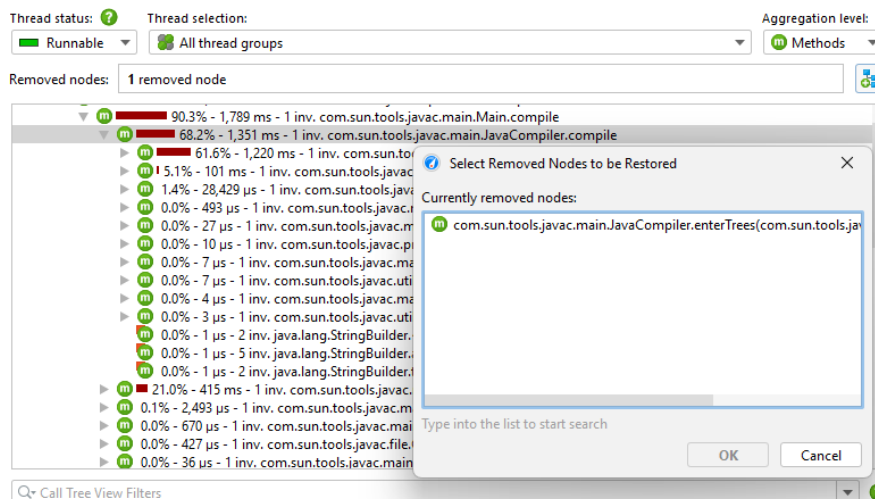 Thread status: ?
Thread selection:
Aggregation level:
Runnable
All thread groups
m Methods
Removed nodes:
1 removed node
m 90.3% - 1,789 ms - 1 inv. com.sun.tools.javac.main.Main.compile
m 68.2% - 1,351 ms - 1 inv. com.sun.tools.javac.main.JavaCompiler.compile
m 61.6% - 1,220 ms - 1 inv. com.sun.to
m 5.1% - 101 ms - 1 inv. com.sun.tools.javac
m 1.4% - 28,429 µs - 1 inv. com.sun.tools.java
m 0.0% - 493 µs - 1 inv. com.sun.tools.javac.
m 0.0% - 27 µs - 1 inv. com.sun.tools.javac.m
m 0.0% - 10 µs - 1 inv. com.sun.tools.javac.p
m 0.0% - 7 µs - 1 inv. com.sun.tools.javac.ma
m 0.0% - 7 µs - 1 inv. com.sun.tools.javac.uti
m 0.0% - 4 µs - 1 inv. com.sun.tools.javac.ma
m 0.0% - 3 µs - 1 inv. com.sun.tools.javac.uti
m 0.0% - 1 µs - 2 inv. java.lang.StringBuilder.
m 0.0% - 1 µs - 5 inv. java.lang.StringBuilder.
m 0.0% - 1 µs - 2 inv. java.lang.StringBuilder.
m 21.0% - 415 ms - 1 inv. com.sun.tools.javac.
m 0.1% - 2,493 µs - 1 inv. com.sun.tools.javac.m
m 0.0% - 670 µs - 1 inv. com.sun.tools.javac.mai
m 0.0% - 427 µs - 1 inv. com.sun.tools.javac.file.
m 0.0% - 36 µs - 1 inv. com.sun.tools.javac.main
Select Removed Nodes to be Restored
Currently removed nodes:
m com.sun.tools.javac.main.JavaCompiler.enterTrees(com.sun.tools.jav
Type into the list to start search
OK
Cancel
Call Tree View Filters